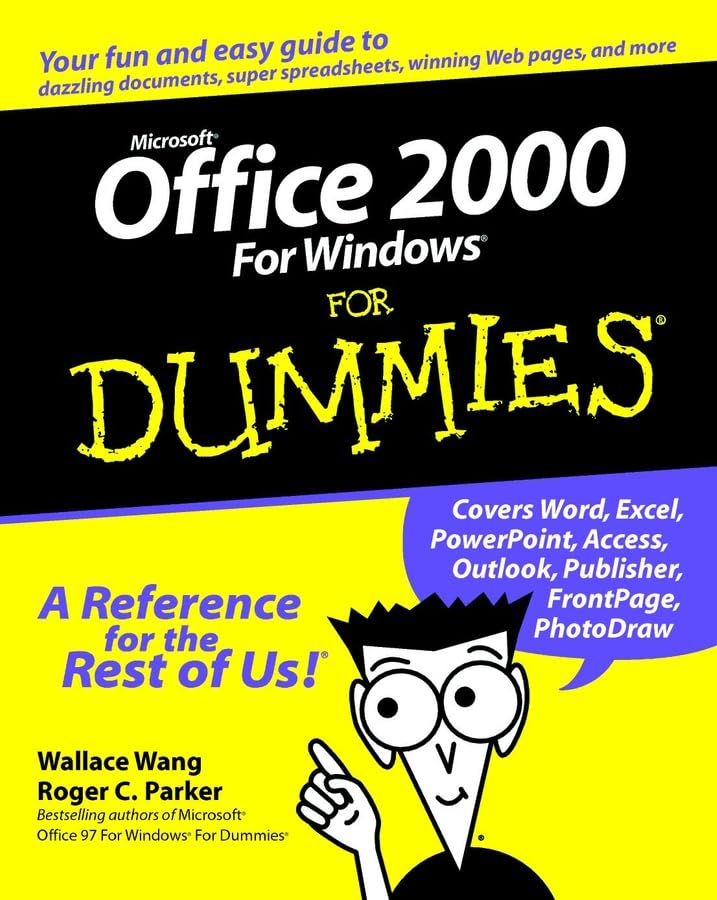 Your fun and easy guide to
dazzling documents, super spreadsheets, winning Web pages, and more
Microsoft®
Office 2000
For Windows®
FOR
DUMMIES®
Covers Word, Excel,
PowerPoint, Access,
Outlook, Publisher,
FrontPage,
PhotoDraw
A Reference
for the
Rest of Us!®
Wallace Wang
Roger C. Parker
Bestselling authors of Microsoft®
Office 97 For Windows® For Dummies®
®